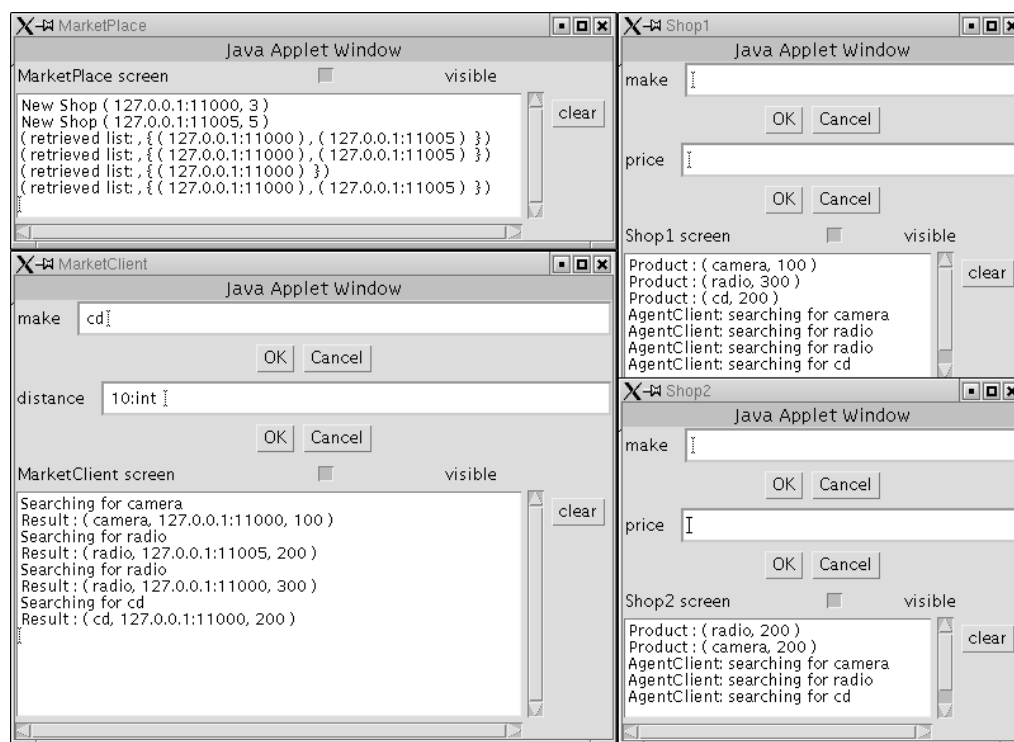 MarketPlace
Java Applet Window
MarketPlace screen visible
New Shop ( 127.0.0.1:11000, 3 )
New Shop ( 127.0.0.1:11005, 5 )
( retrieved list: , { ( 127.0.0.1:11000 ) , ( 127.0.0.1:11005 ) })
( retrieved list: , { ( 127.0.0.1:11000 ) , ( 127.0.0.1:11005 ) })
( retrieved list: , { ( 127.0.0.1:11000 ) })
( retrieved list: , { ( 127.0.0.1:11000 ) , ( 127.0.0.1:11005 ) })
clear
MarketClient
Java Applet Window
make cd
OK Cancel
distance 10:int
OK Cancel
MarketClient screen visible
Searching for camera
Result : ( camera, 127.0.0.1:11000, 100 )
Searching for radio
Result : ( radio, 127.0.0.1:11005, 200 )
Searching for radio
Result : ( radio, 127.0.0.1:11000, 300 )
Searching for cd
Result : ( cd, 127.0.0.1:11000, 200 )
clear
Shop1
Java Applet Window
make
OK Cancel
price
OK Cancel
Shop1 screen visible
Product : ( camera, 100 )
Product : ( radio, 300 )
Product : ( cd, 200 )
AgentClient: searching for camera
AgentClient: searching for radio
AgentClient: searching for radio
AgentClient: searching for cd
clear
Shop2
Java Applet Window
make
OK Cancel
price
OK Cancel
Shop2 screen visible
Product : ( radio, 200 )
Product : ( camera, 200 )
AgentClient: searching for camera
AgentClient: searching for radio
AgentClient: searching for cd
clear